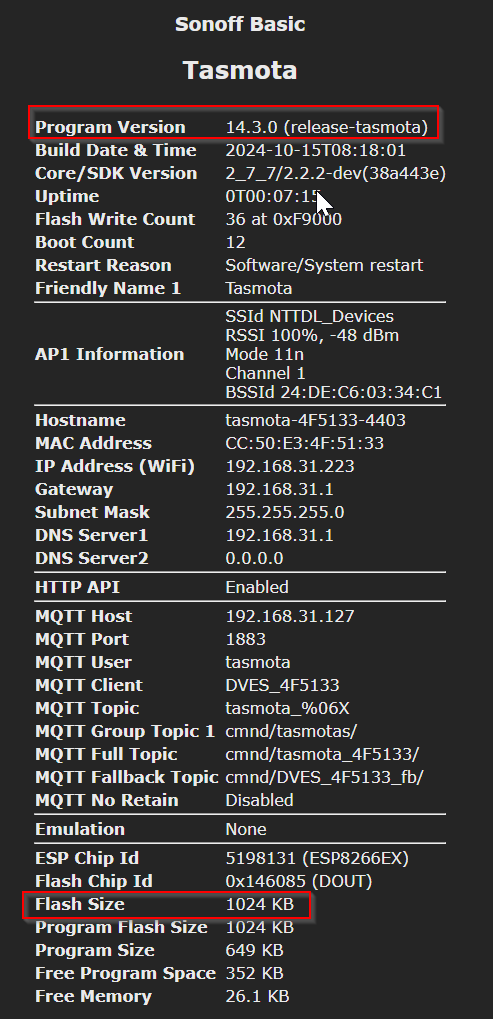 Sonoff Basic
Tasmota
Program Version 14.3.0 (release-tasmota)
Build Date & Time 2024-10-15T08:18:01
Core/SDK Version 2_7_7/2.2.2-dev(38a443e)
Uptime 0T00:07:15
Flash Write Count 36 at 0xF9000
Boot Count 12
Restart Reason Software/System restart
Friendly Name 1 Tasmota
AP1 Information SSId NTTDL_Devices
RSSI 100%, -48 dBm
Mode 11n
Channel 1
BSSId 24:DE:C6:03:34:C1
Hostname tasmota-4F5133-4403
MAC Address CC:50:E3:4F:51:33
IP Address (WiFi) 192.168.31.223
Gateway 192.168.31.1
Subnet Mask 255.255.255.0
DNS Server1 192.168.31.1
DNS Server2 0.0.0.0
HTTP API Enabled
MQTT Host 192.168.31.127
MQTT Port 1883
MQTT User tasmota
MQTT Client DVES_4F5133
MQTT Topic tasmota_%06X
MQTT Group Topic 1 cmnd/tasmotas/
MQTT Full Topic cmnd/tasmota_4F5133/
MQTT Fallback Topic cmnd/DVES_4F5133_fb/
MQTT No Retain Disabled
Emulation None
ESP Chip Id 5198131 (ESP8266EX)
Flash Chip Id 0x146085 (DOUT)
Flash Size 1024 KB
Program Flash Size 1024 KB
Program Size 649 KB
Free Program Space 352 KB
Free Memory 26.1 KB